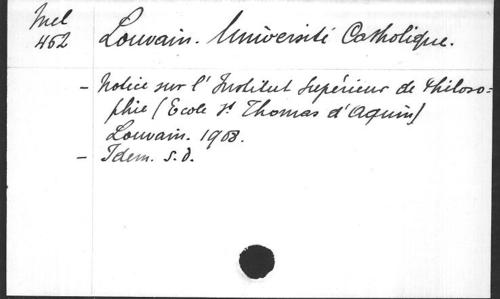 Mel
462
Louvain. Université Catholique.
- Notice sur l'Institut Supérieur de Philoso=
phie (Ecole St Thomas d'Aquin)
Louvain. 1908.
- Idem. s.d.